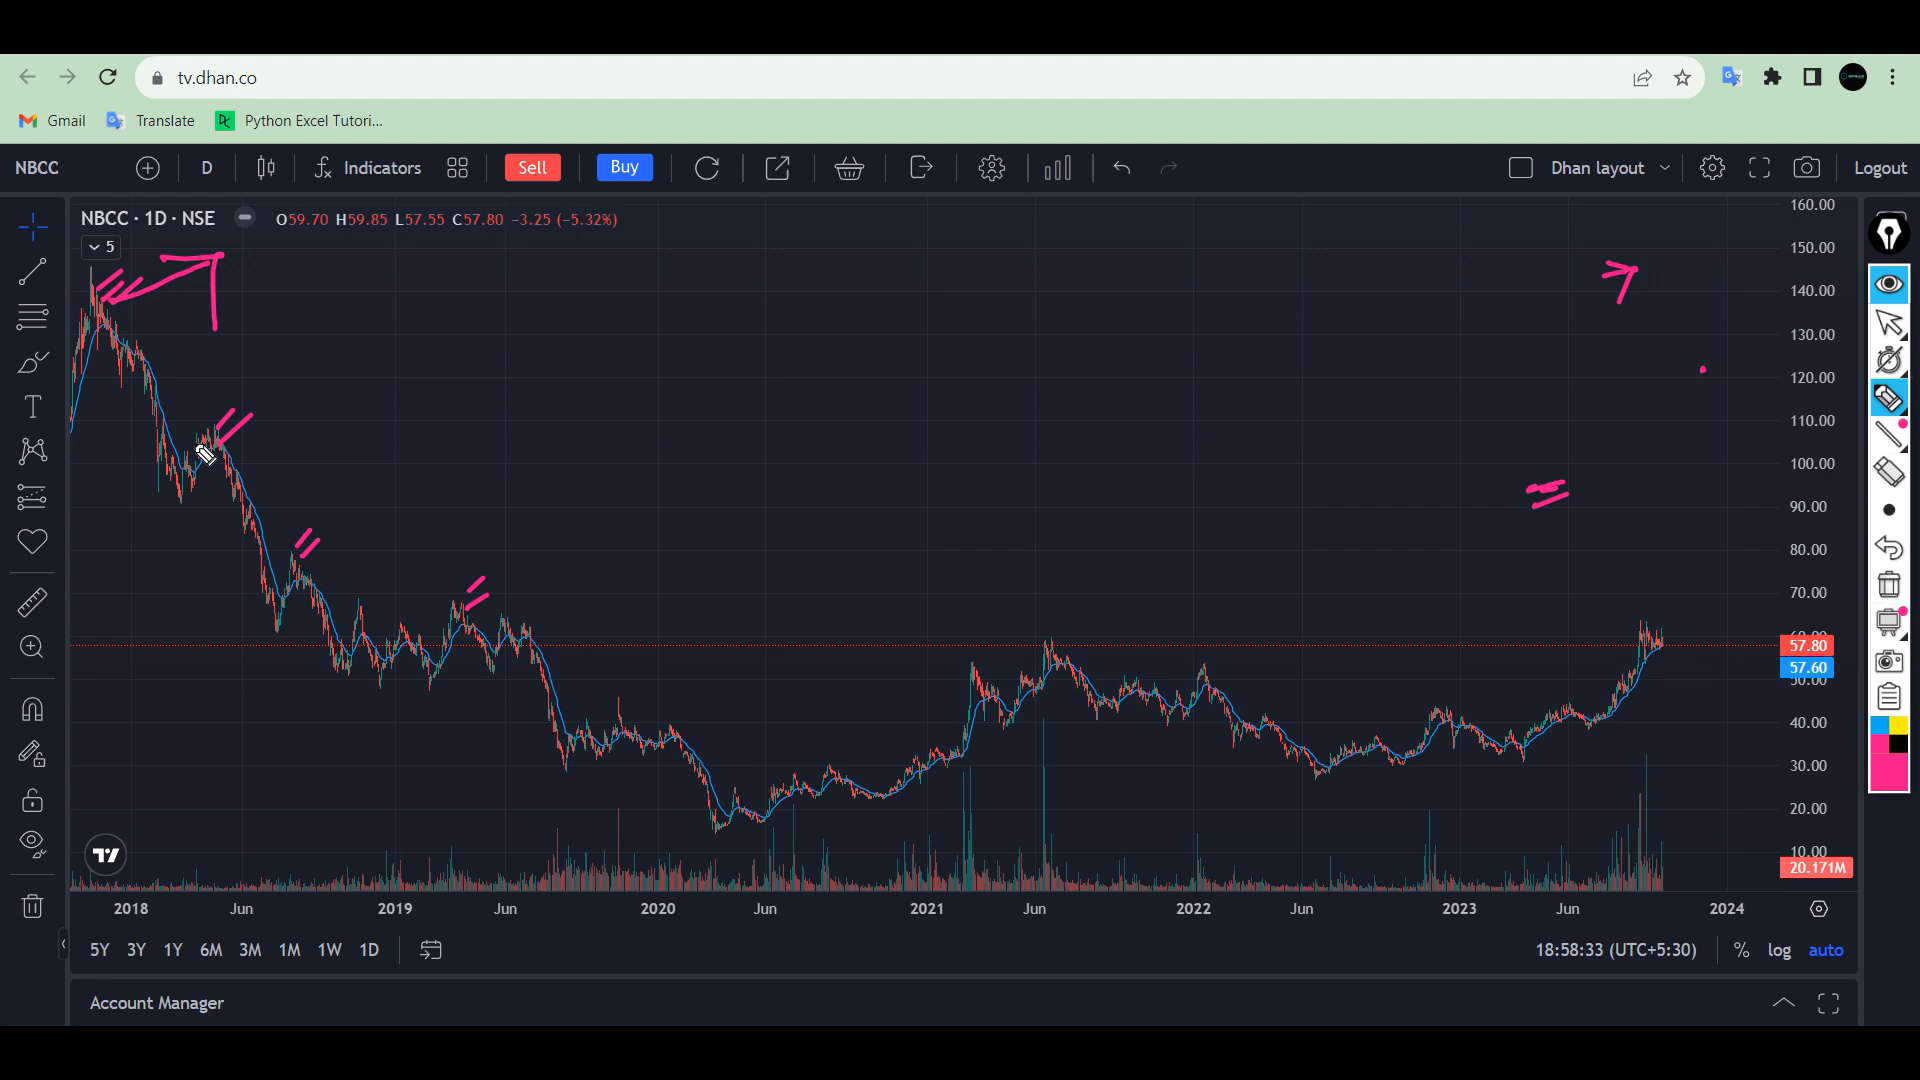 tv.dhan.co
Gmail Translate Python Excel Tutori...
NBCC D Indicators Sell Buy Dhan layout Logout
NBCC · 1D · NSE O59.70 H59.85 L57.55 C57.80 −3.25 (−5.32%)
5
160.00
150.00
140.00
130.00
120.00
110.00
100.00
90.00
80.00
70.00
57.80
57.60
50.00
40.00
30.00
20.00
10.00
20.171M
2018 Jun 2019 Jun 2020 Jun 2021 Jun 2022 Jun 2023 Jun 2024
5Y 3Y 1Y 6M 3M 1M 1W 1D 18:58:33 (UTC+5:30) % log auto
Account Manager